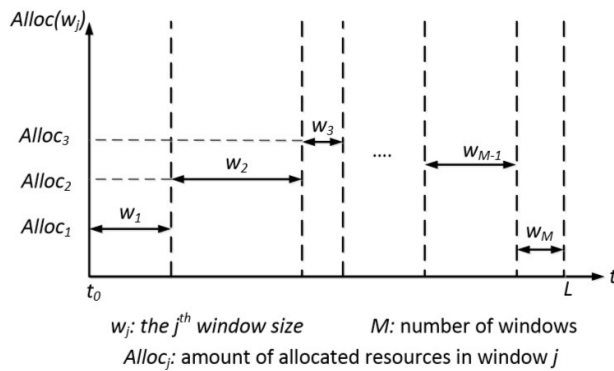 Alloc(wj)
Alloc3
w3
....
wM-1
w2
Alloc2
Alloc1
w1
wM
t0
L
t
wj: the jth window size
M: number of windows
Allocj: amount of allocated resources in window j